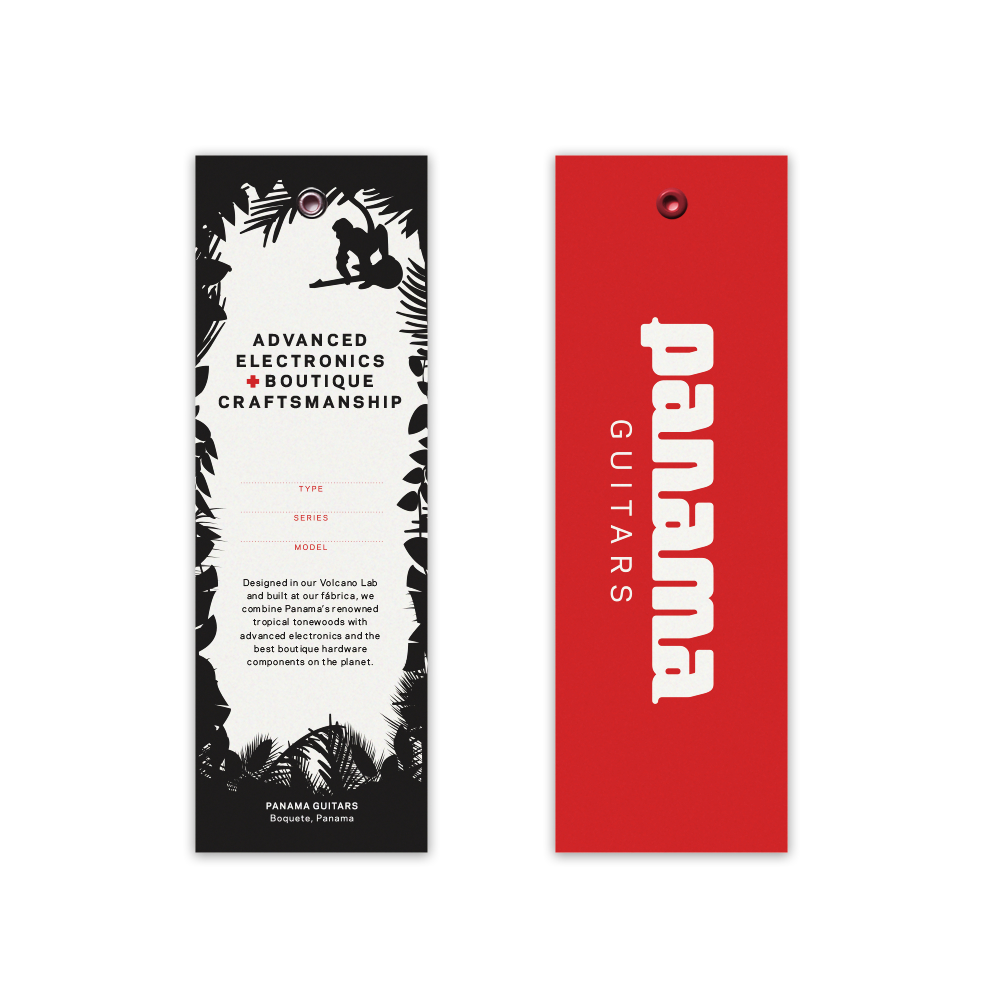 ADVANCED
ELECTRONICS
+BOUTIQUE
CRAFTSMANSHIP
TYPE
SERIES
MODEL
Designed in our Volcano Lab
and built at our fábrica, we
combine Panama's renowned
tropical tonewoods with
advanced electronics and the
best boutique hardware
components on the planet.
PANAMA GUITARS
Boquete, Panama
panama
GUITARS